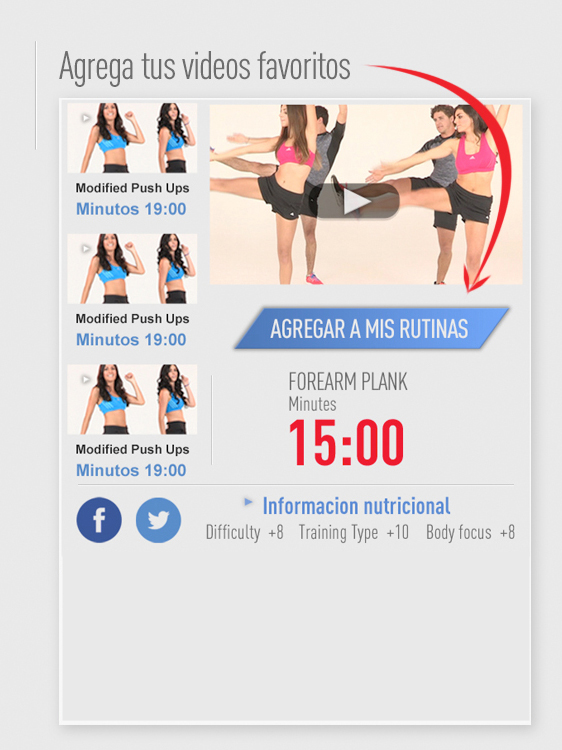 Agrega tus videos favoritos
Modified Push Ups
Minutos 19:00
Modified Push Ups
Minutos 19:00
Modified Push Ups
Minutos 19:00
AGREGAR A MIS RUTINAS
FOREARM PLANK
Minutes
15:00
Informacion nutricional
Difficulty +8 Training Type +10 Body focus +8